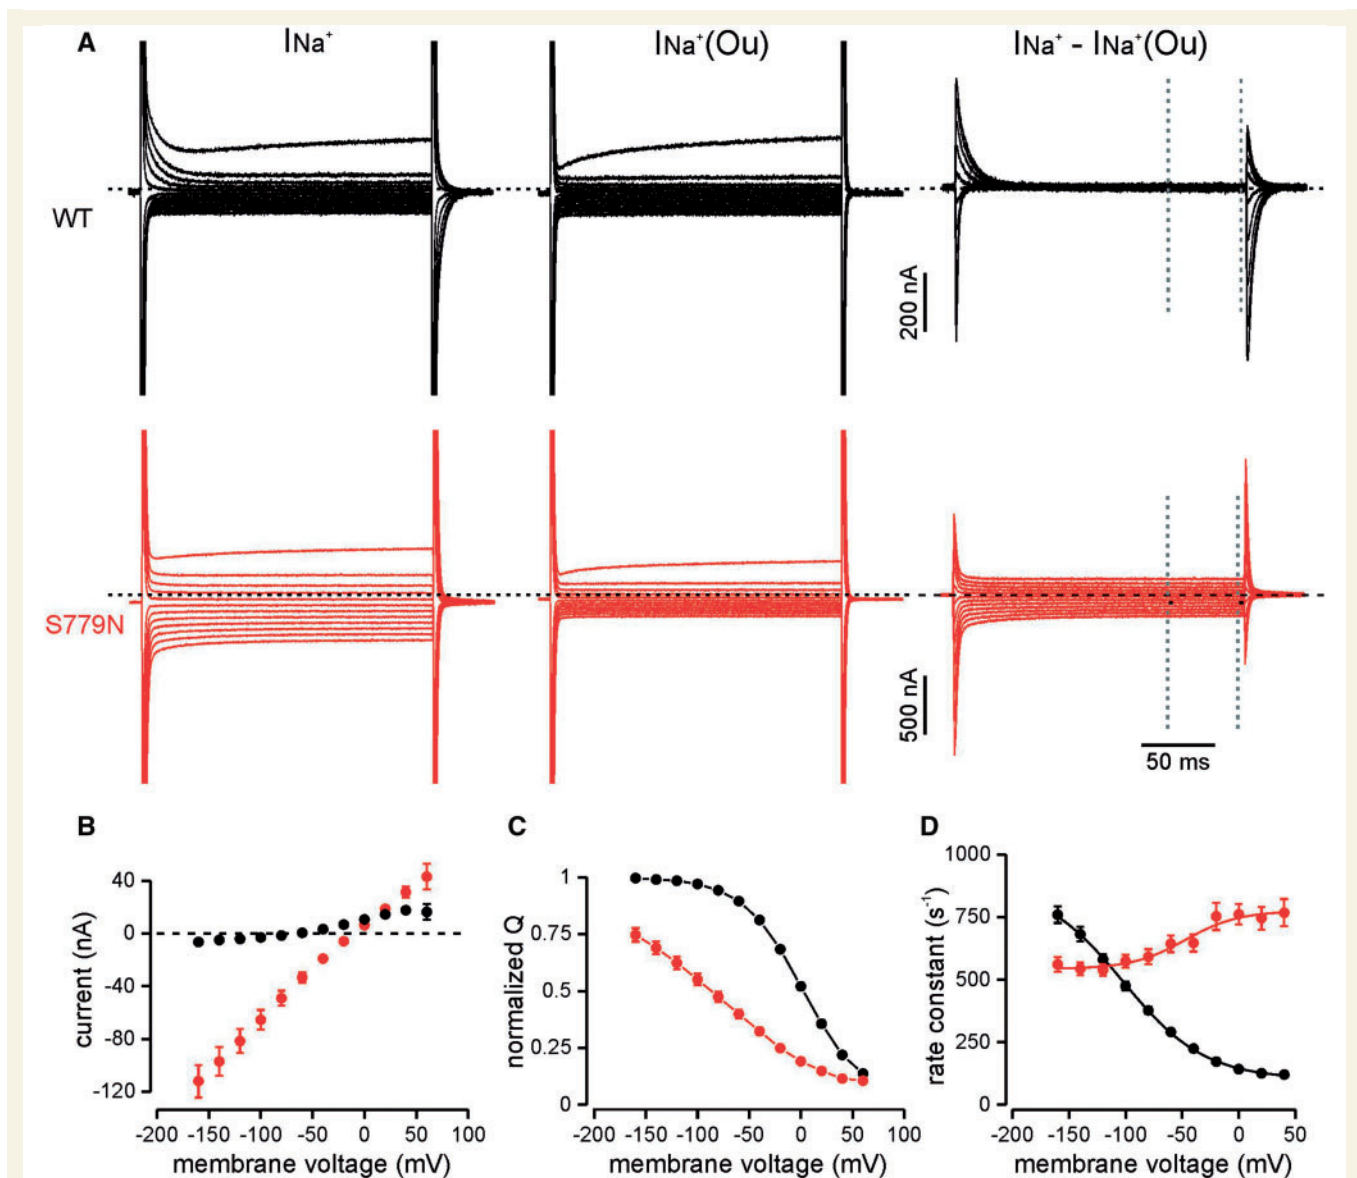 A
INa+ INa+(Ou) INa+ - INa+(Ou)
WT
200 nA
S779N
500 nA
50 ms
B
current (nA)
40
0
-40
-80
-120
-200 -150 -100 -50 0 50 100
membrane voltage (mV)
C
normalized Q
1
0.75
0.5
0.25
0
-200 -150 -100 -50 0 50 100
membrane voltage (mV)
D
rate constant (s-1)
1000
750
500
250
0
-200 -150 -100 -50 0 50
membrane voltage (mV)